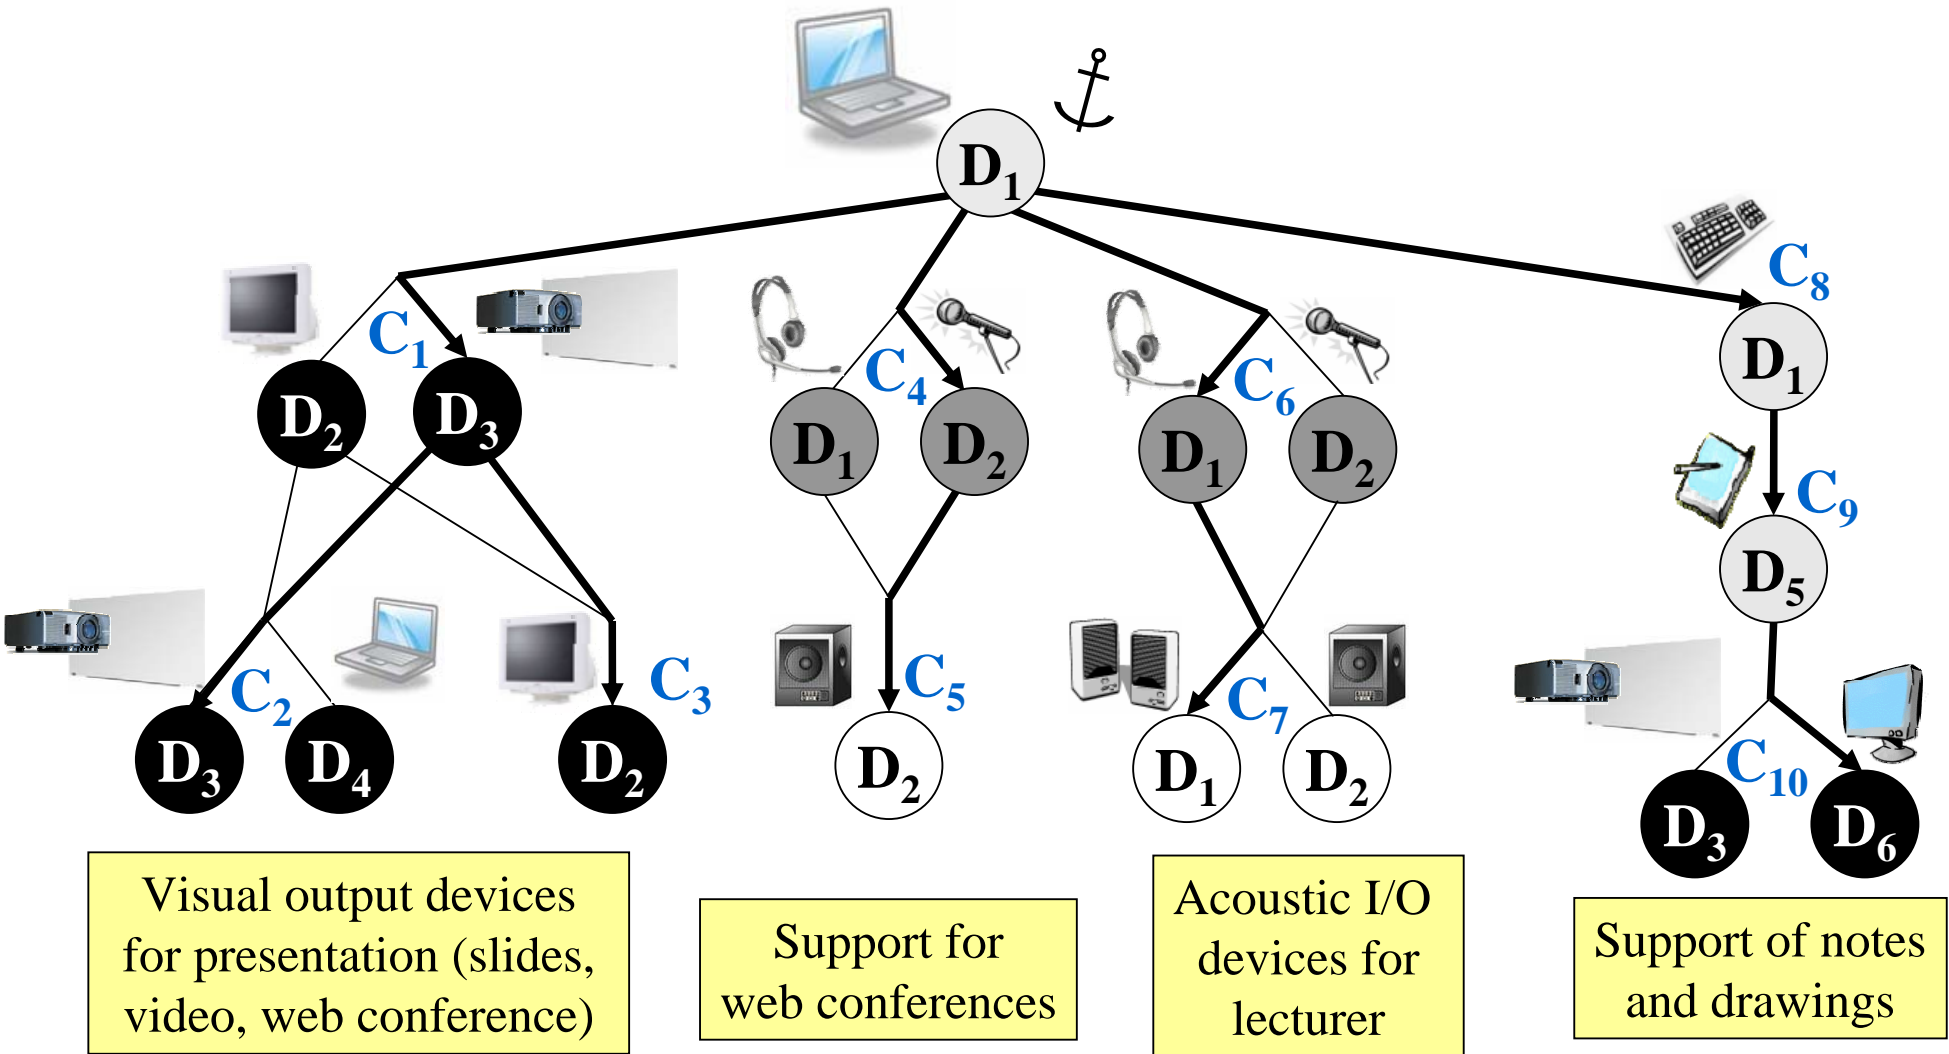 D1
C8
C1
C4
C6
D1
D2
D3
D1
D2
D1
D2
C9
D5
C2
C3
C5
C7
C10
D3
D4
D2
D2
D1
D2
D3
D6
Visual output devices
for presentation (slides,
video, web conference)
Support for
web conferences
Acoustic I/O
devices for
lecturer
Support of notes
and drawings